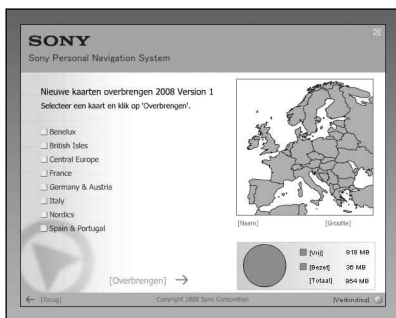 SONY
Sony Personal Navigation System
Nieuwe kaarten overbrengen 2008 Version 1
Selecteer een kaart en klik op 'Overbrengen'.
Benelux
British Isles
Central Europe
France
Germany & Austria
Italy
Nordics
Spain & Portugal
[Naam] [Grootte]
[Vrij] 918 MB
[Bezet] 36 MB
[Totaal] 954 MB
[Overbrengen]
[Terug] Copyright 2008 Sony Corporation [Verbinding]